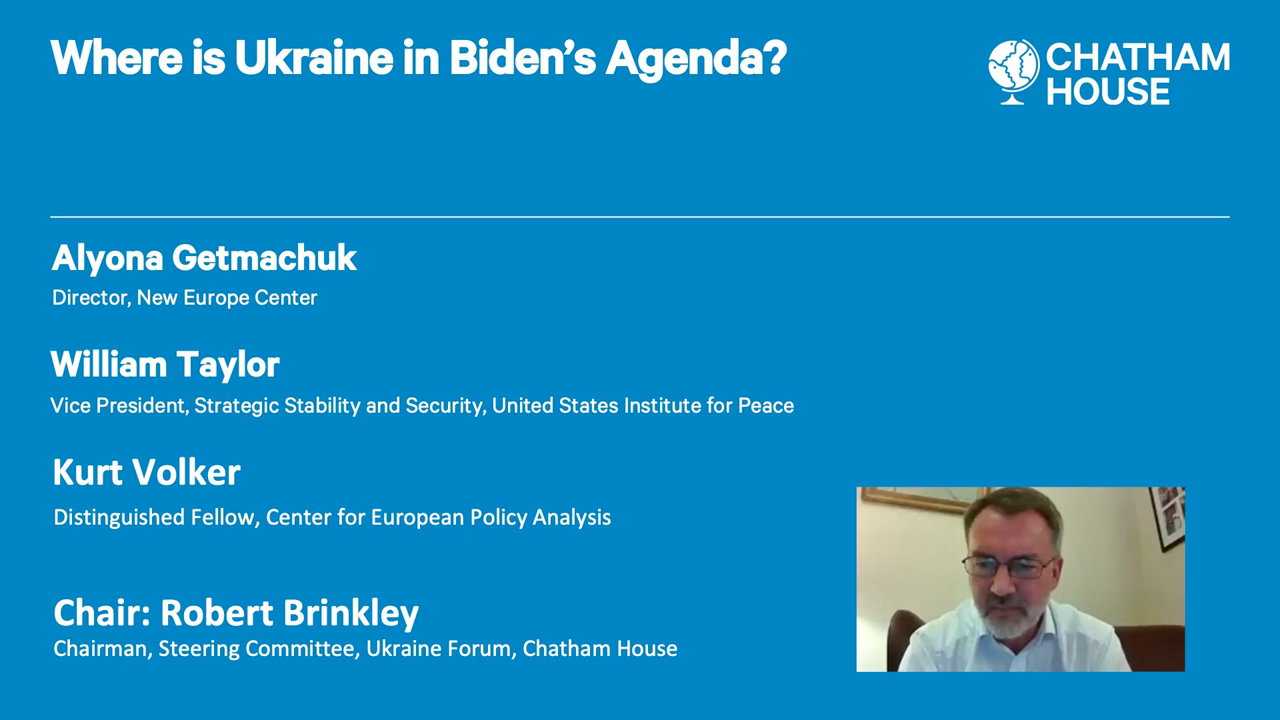 Where is Ukraine in Biden's Agenda?
CHATHAM
HOUSE
Alyona Getmachuk
Director, New Europe Center
William Taylor
Vice President, Strategic Stability and Security, United States Institute for Peace
Kurt Volker
Distinguished Fellow, Center for European Policy Analysis
Chair: Robert Brinkley
Chairman, Steering Committee, Ukraine Forum, Chatham House